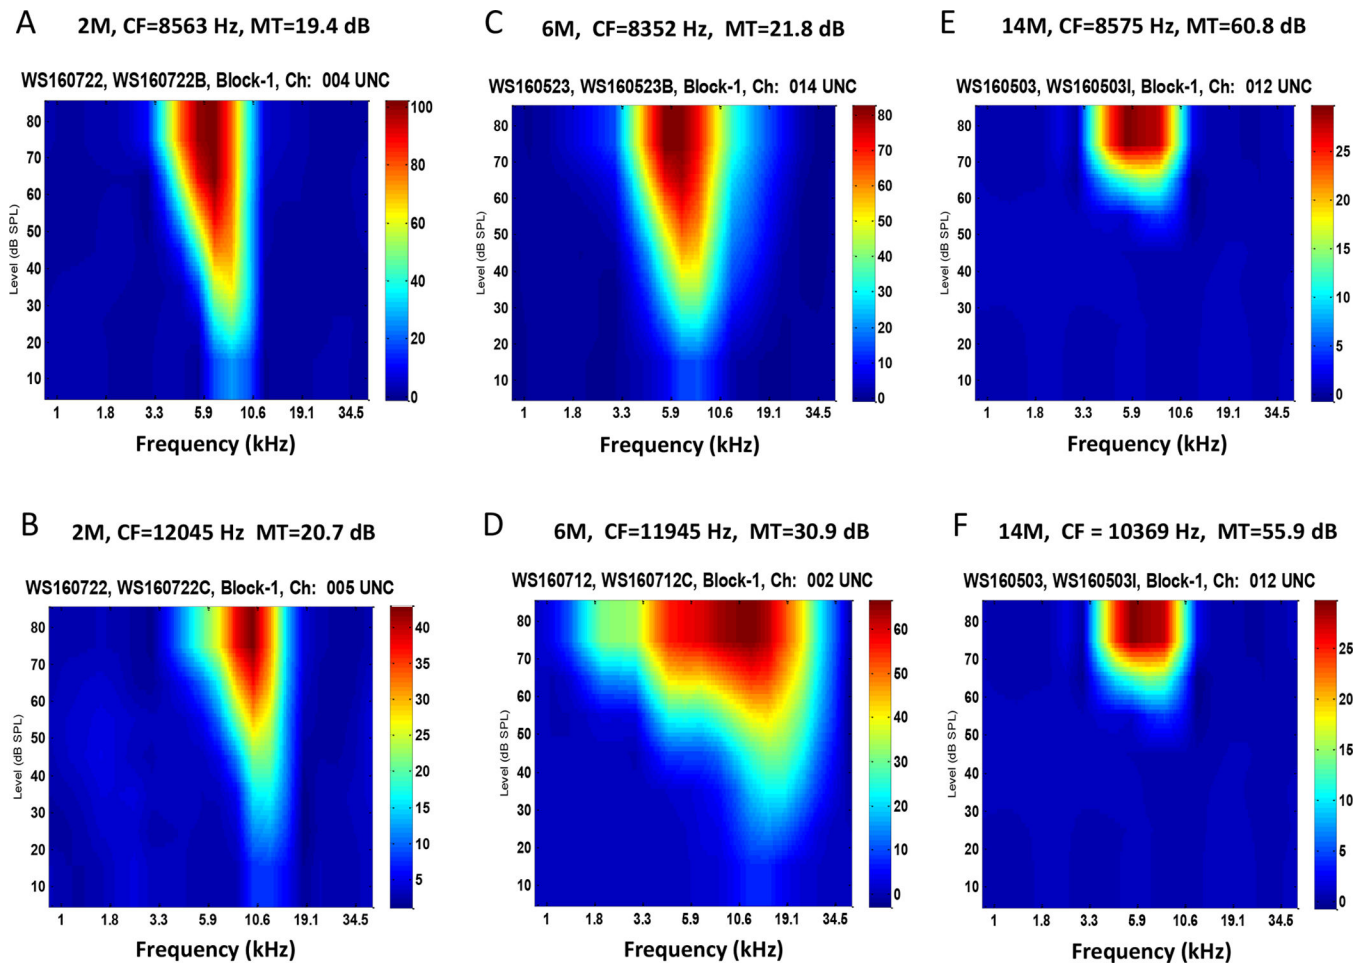 A
2M, CF=8563 Hz, MT=19.4 dB
WS160722, WS160722B, Block-1, Ch: 004 UNC
Level (dB SPL)
80
70
60
50
40
30
20
10
1 1.8 3.3 5.9 10.6 19.1 34.5
Frequency (kHz)
100
80
60
40
20
0
C
6M, CF=8352 Hz, MT=21.8 dB
WS160523, WS160523B, Block-1, Ch: 014 UNC
Level (dB SPL)
80
70
60
50
40
30
20
10
1 1.8 3.3 5.9 10.6 19.1 34.5
Frequency (kHz)
80
70
60
50
40
30
20
10
0
E
14M, CF=8575 Hz, MT=60.8 dB
WS160503, WS160503I, Block-1, Ch: 012 UNC
Level (dB SPL)
80
70
60
50
40
30
20
10
1 1.8 3.3 5.9 10.6 19.1 34.5
Frequency (kHz)
25
20
15
10
5
0
B
2M, CF=12045 Hz MT=20.7 dB
WS160722, WS160722C, Block-1, Ch: 005 UNC
Level (dB SPL)
80
70
60
50
40
30
20
10
1 1.8 3.3 5.9 10.6 19.1 34.5
Frequency (kHz)
40
35
30
25
20
15
10
5
D
6M, CF=11945 Hz, MT=30.9 dB
WS160712, WS160712C, Block-1, Ch: 002 UNC
Level (dB SPL)
80
70
60
50
40
30
20
10
1 1.8 3.3 5.9 10.6 19.1 34.5
Frequency (kHz)
60
50
40
30
20
10
0
F
14M, CF = 10369 Hz, MT=55.9 dB
WS160503, WS160503I, Block-1, Ch: 012 UNC
Level (dB SPL)
80
70
60
50
40
30
20
10
1 1.8 3.3 5.9 10.6 19.1 34.5
Frequency (kHz)
25
20
15
10
5
0